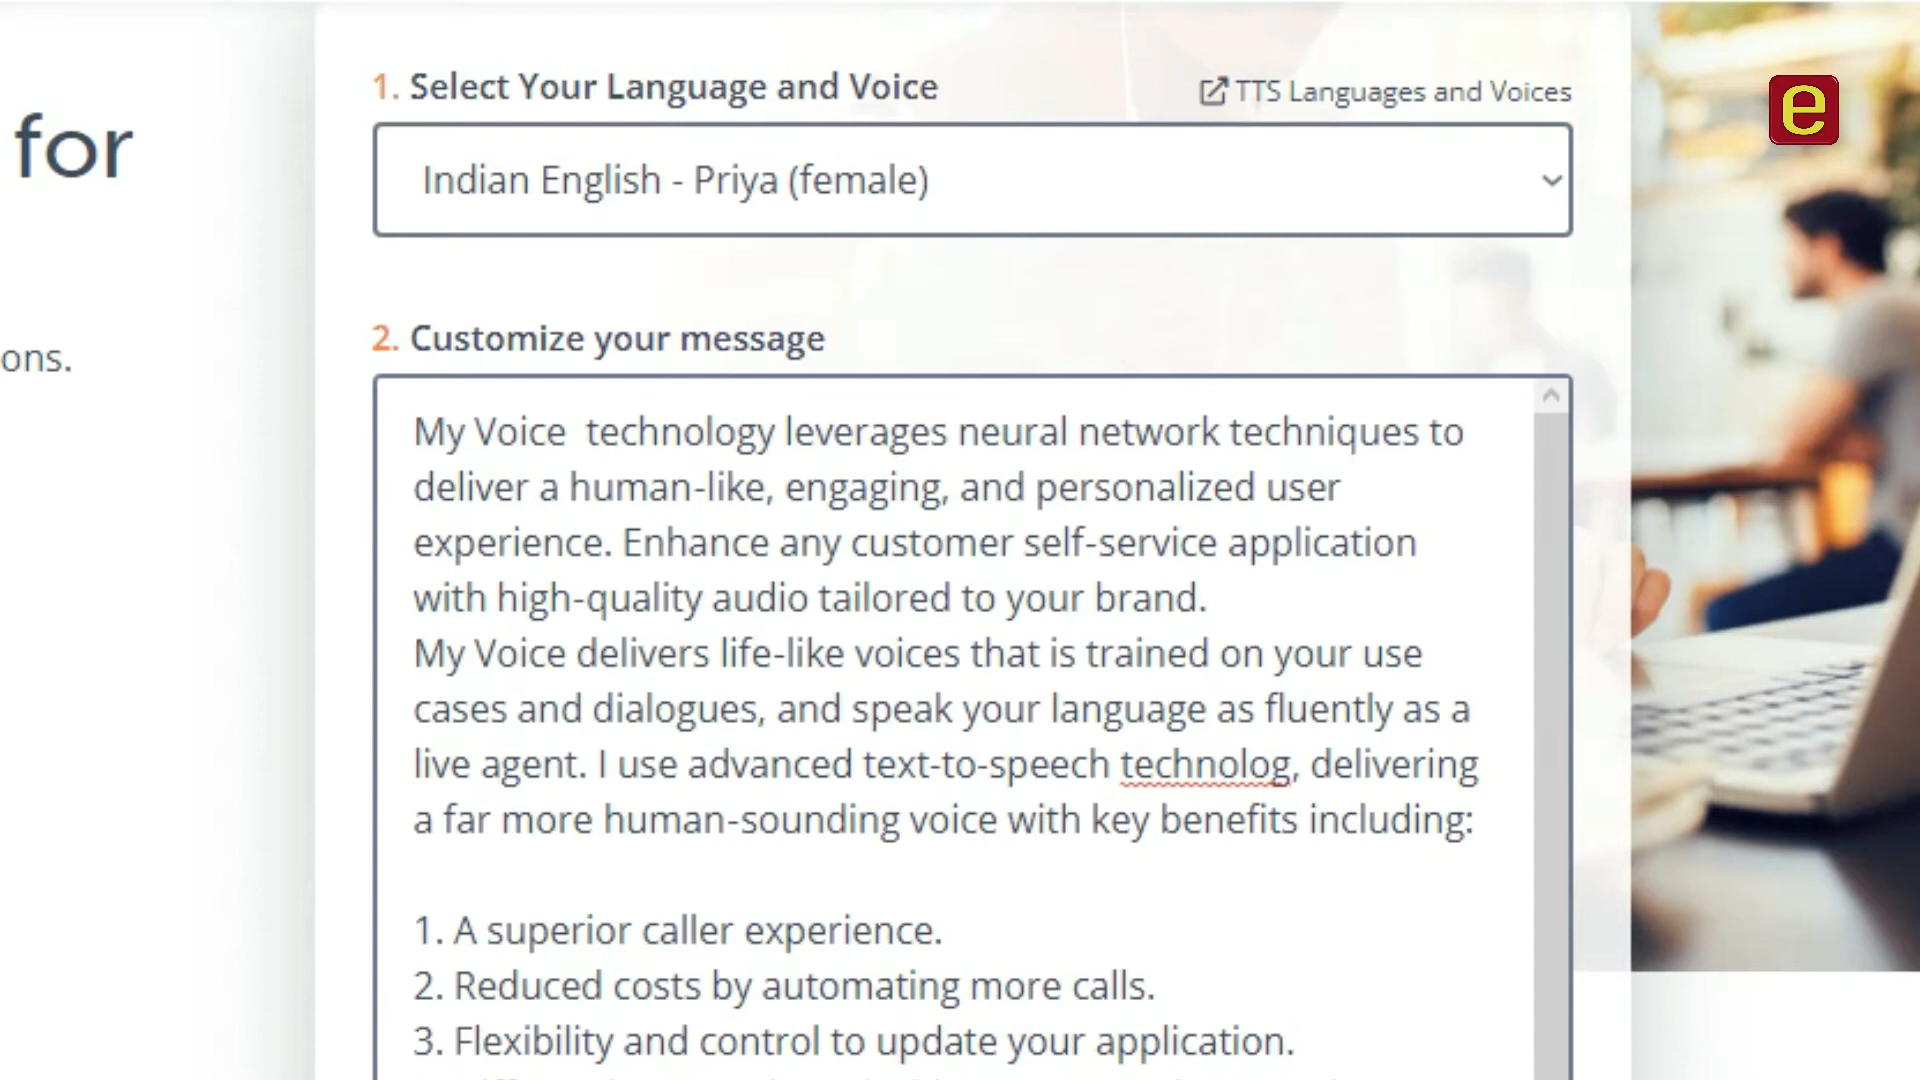 for
ons.
1. Select Your Language and Voice
TTS Languages and Voices
e
Indian English - Priya (female)
2. Customize your message
My Voice  technology leverages neural network techniques to
deliver a human-like, engaging, and personalized user
experience. Enhance any customer self-service application
with high-quality audio tailored to your brand.
My Voice delivers life-like voices that is trained on your use
cases and dialogues, and speak your language as fluently as a
live agent. I use advanced text-to-speech technolog, delivering
a far more human-sounding voice with key benefits including:
1. A superior caller experience.
2. Reduced costs by automating more calls.
3. Flexibility and control to update your application.